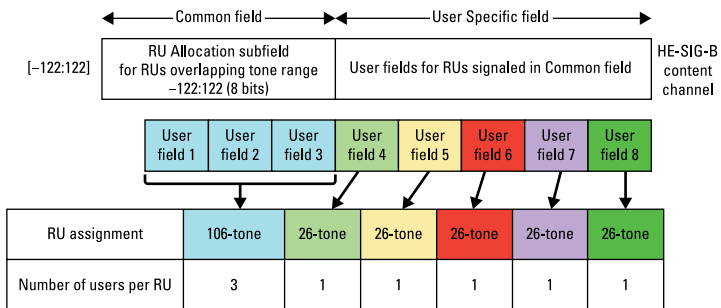 Common field
User Specific field
[–122:122]
RU Allocation subfield
for RUs overlapping tone range
–122:122 (8 bits)
User fields for RUs signaled in Common field
HE-SIG-B
content
channel
User
field 1
User
field 2
User
field 3
User
field 4
User
field 5
User
field 6
User
field 7
User
field 8
RU assignment
106-tone
26-tone
26-tone
26-tone
26-tone
26-tone
Number of users per RU
3
1
1
1
1
1